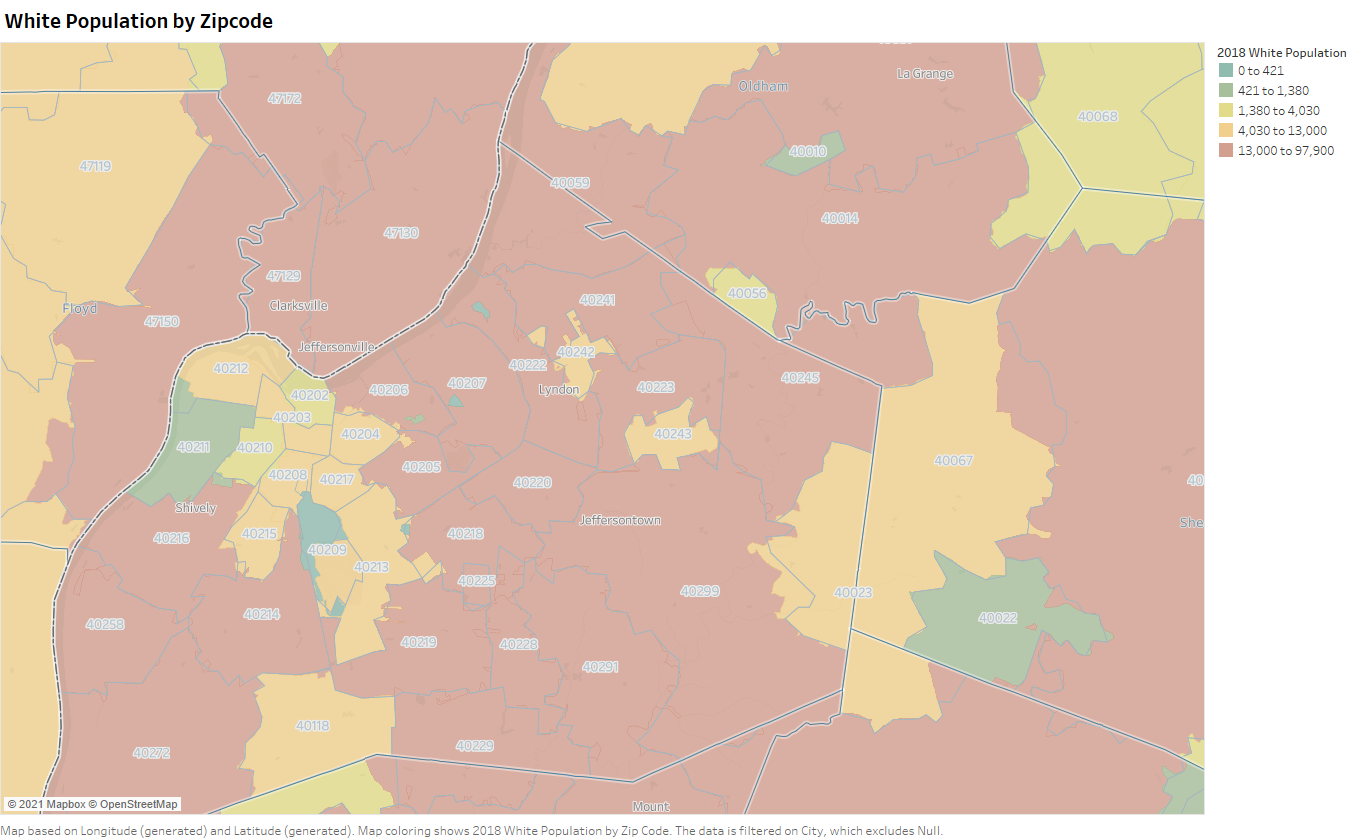 White Population by Zipcode
2018 White Population
0 to 421
421 to 1,380
1,380 to 4,030
4,030 to 13,000
13,000 to 97,900
La Grange
Oldham
47172
40068
40010
47119
40059
40014
47130
47129
40056
40241
Clarksville
Floyd
47150
Jeffersonville
40242
40212
40222
40245
40207
40223
40206
Lyndon
40202
40203
40204
40243
40211
40210
40067
40205
40208
40217
40220
40
Shively
Jeffersontown
She
40215
40218
40216
40209
40213
40225
40299
40023
40214
40022
40258
40219
40228
40291
40118
40229
40272
Mount
© 2021 Mapbox © OpenStreetMap
Map based on Longitude (generated) and Latitude (generated). Map coloring shows 2018 White Population by Zip Code. The data is filtered on City, which excludes Null.